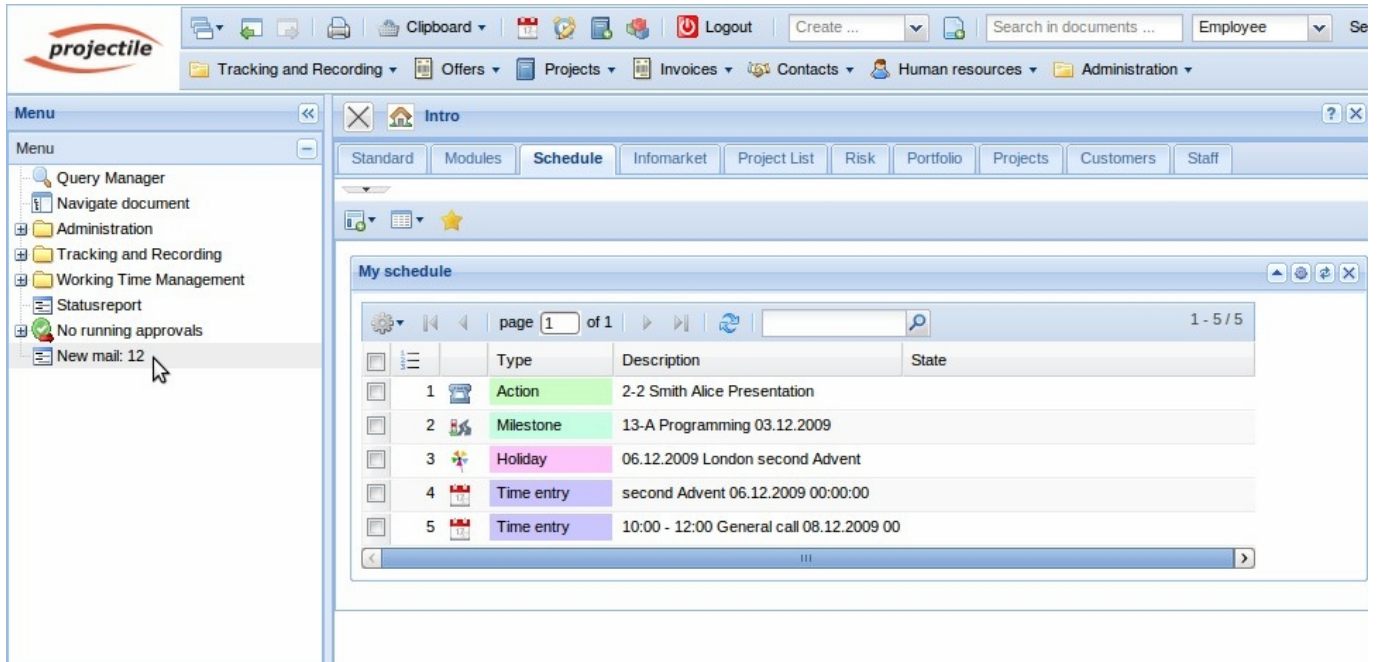 projectile
Clipboard Logout Create ... Search in documents ... Employee Se
Tracking and Recording Offers Projects Invoices Contacts Human resources Administration
Menu
Menu
Query Manager
Navigate document
Administration
Tracking and Recording
Working Time Management
Statusreport
No running approvals
New mail: 12
Intro
Standard Modules Schedule Infomarket Project List Risk Portfolio Projects Customers Staff
My schedule
page 1 of 1 1 - 5 / 5
Type Description State
1 Action 2-2 Smith Alice Presentation
2 Milestone 13-A Programming 03.12.2009
3 Holiday 06.12.2009 London second Advent
4 Time entry second Advent 06.12.2009 00:00:00
5 Time entry 10:00 - 12:00 General call 08.12.2009 00